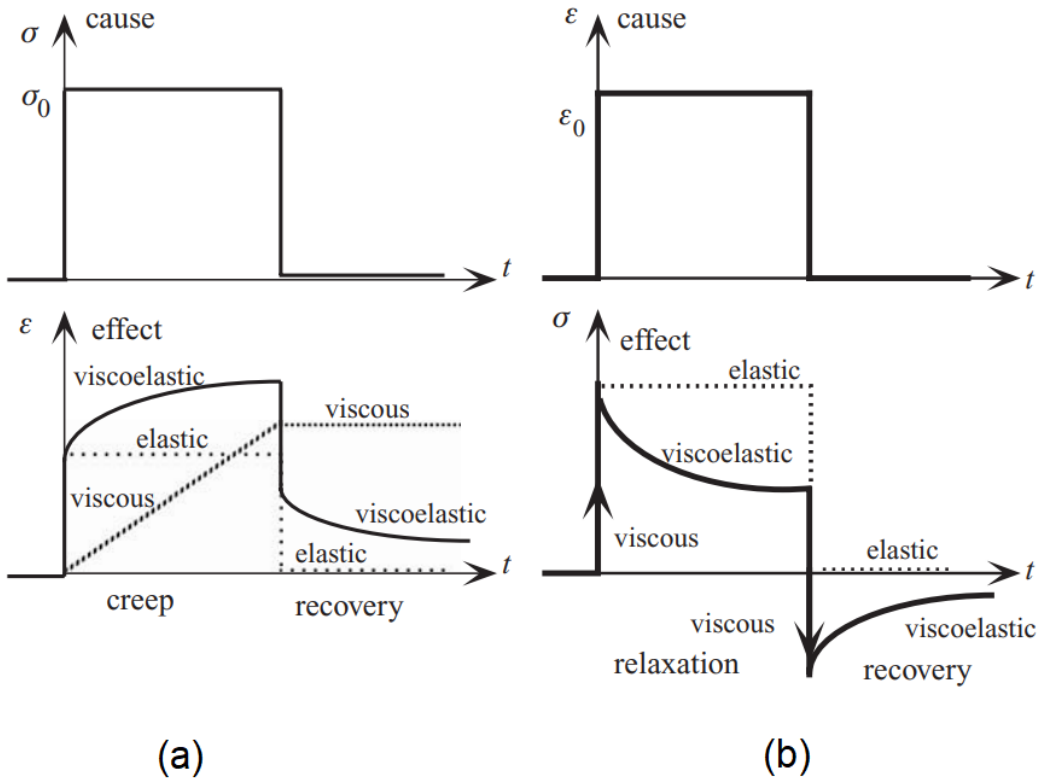 σ
cause
σ0
t
ε
effect
viscoelastic
viscous
elastic
viscous
viscoelastic
elastic
t
creep
recovery
(a)
ε
cause
ε0
t
σ
effect
elastic
viscoelastic
viscous
elastic
t
viscous
viscoelastic
relaxation
recovery
(b)